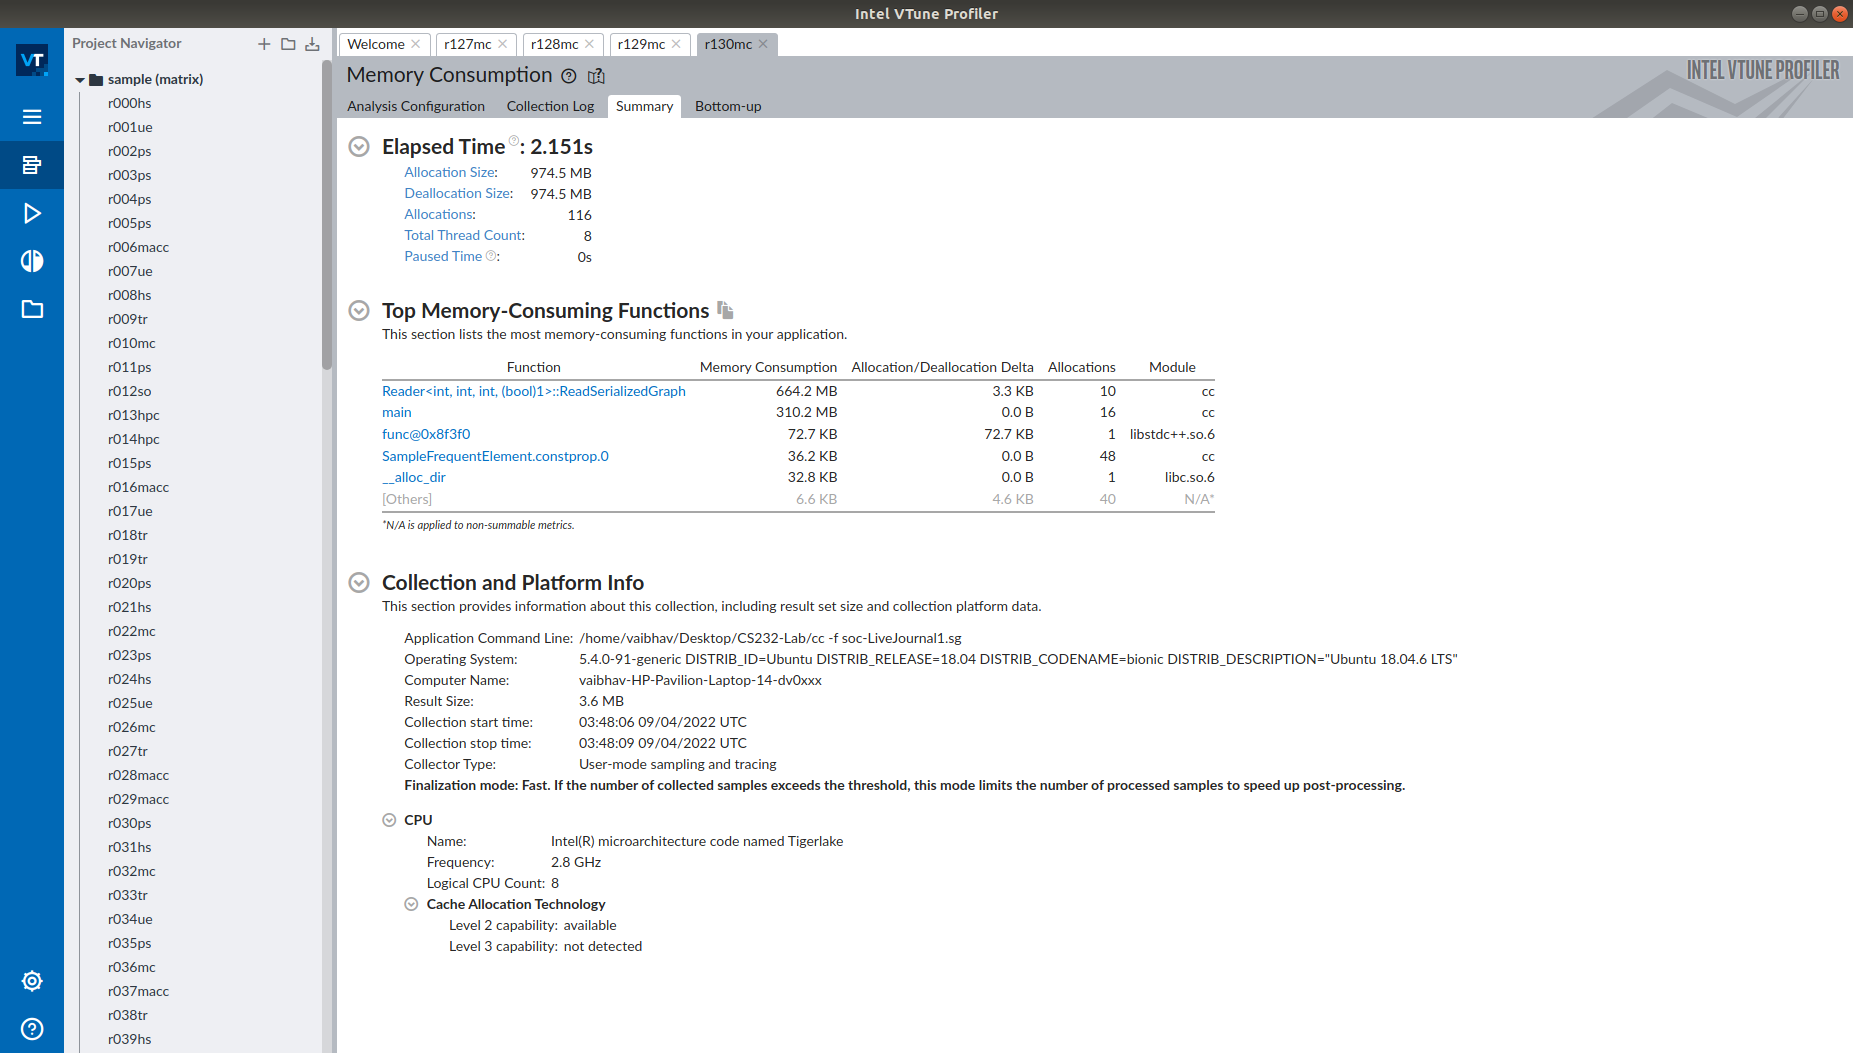 Intel VTune Profiler
VT
Project Navigator
sample (matrix)
r000hs
r001ue
r002ps
r003ps
r004ps
r005ps
r006macc
r007ue
r008hs
r009tr
r010mc
r011ps
r012so
r013hpc
r014hpc
r015ps
r016macc
r017ue
r018tr
r019tr
r020ps
r021hs
r022mc
r023ps
r024hs
r025ue
r026mc
r027tr
r028macc
r029macc
r030ps
r031hs
r032mc
r033tr
r034ue
r035ps
r036mc
r037macc
r038tr
r039hs
Welcome r127mc r128mc r129mc r130mc
Memory Consumption
INTEL VTUNE PROFILER
Analysis Configuration Collection Log Summary Bottom-up
Elapsed Time : 2.151s
Allocation Size: 974.5 MB
Deallocation Size: 974.5 MB
Allocations: 116
Total Thread Count: 8
Paused Time : 0s
Top Memory-Consuming Functions
This section lists the most memory-consuming functions in your application.
Function Memory Consumption Allocation/Deallocation Delta Allocations Module
Reader<int, int, int, (bool)1>::ReadSerializedGraph 664.2 MB 3.3 KB 10 cc
main 310.2 MB 0.0 B 16 cc
func@0x8f3f0 72.7 KB 72.7 KB 1 libstdc++.so.6
SampleFrequentElement.constprop.0 36.2 KB 0.0 B 48 cc
__alloc_dir 32.8 KB 0.0 B 1 libc.so.6
[Others] 6.6 KB 4.6 KB 40 N/A*
*N/A is applied to non-summable metrics.
Collection and Platform Info
This section provides information about this collection, including result set size and collection platform data.
Application Command Line: /home/vaibhav/Desktop/CS232-Lab/cc -f soc-LiveJournal1.sg
Operating System: 5.4.0-91-generic DISTRIB_ID=Ubuntu DISTRIB_RELEASE=18.04 DISTRIB_CODENAME=bionic DISTRIB_DESCRIPTION="Ubuntu 18.04.6 LTS"
Computer Name: vaibhav-HP-Pavilion-Laptop-14-dv0xxx
Result Size: 3.6 MB
Collection start time: 03:48:06 09/04/2022 UTC
Collection stop time: 03:48:09 09/04/2022 UTC
Collector Type: User-mode sampling and tracing
Finalization mode: Fast. If the number of collected samples exceeds the threshold, this mode limits the number of processed samples to speed up post-processing.
CPU
Name: Intel(R) microarchitecture code named Tigerlake
Frequency: 2.8 GHz
Logical CPU Count: 8
Cache Allocation Technology
Level 2 capability: available
Level 3 capability: not detected